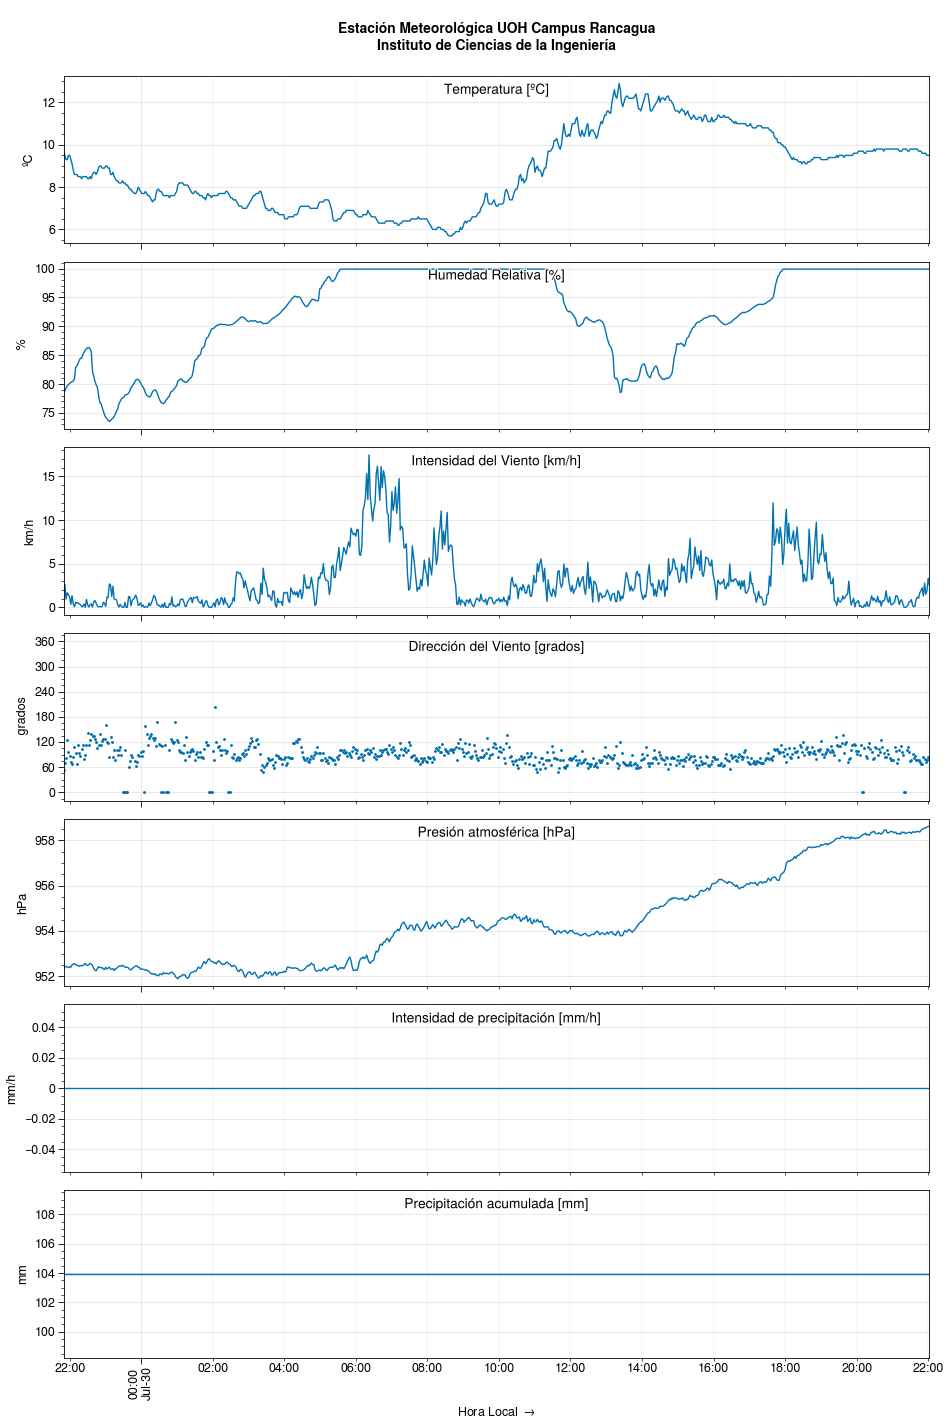 Estación Meteorológica UOH Campus Rancagua
Instituto de Ciencias de la Ingeniería
Temperatura [ºC]
ºC
12
10
8
6
Humedad Relativa [%]
%
100
95
90
85
80
75
Intensidad del Viento [km/h]
km/h
15
10
5
0
Dirección del Viento [grados]
grados
360
300
240
180
120
60
0
Presión atmosférica [hPa]
hPa
958
956
954
952
Intensidad de precipitación [mm/h]
mm/h
0.04
0.02
0
−0.02
−0.04
Precipitación acumulada [mm]
mm
108
106
104
102
100
22:00 00:00 02:00 04:00 06:00 08:00 10:00 12:00 14:00 16:00 18:00 20:00 22:00
Jul-30
Hora Local →